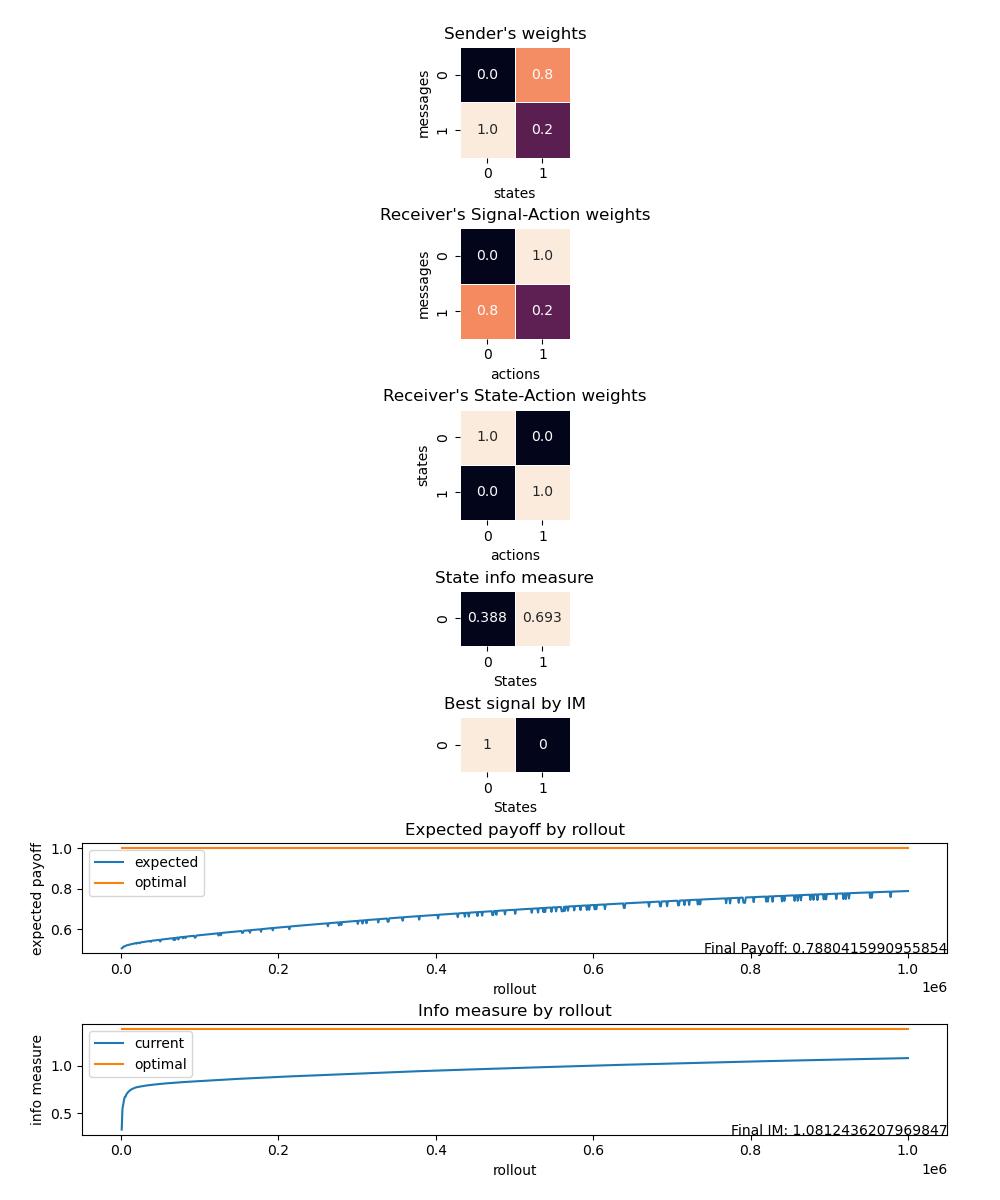 Sender's weights
messages
0
0.0 0.8
1
1.0 0.2
0 1
states
Receiver's Signal-Action weights
messages
0
0.0 1.0
1
0.8 0.2
0 1
actions
Receiver's State-Action weights
states
0
1.0 0.0
1
0.0 1.0
0 1
actions
State info measure
0
0.388 0.693
0 1
States
Best signal by IM
0
1 0
0 1
States
Expected payoff by rollout
expected payoff
1.0
0.8
0.6
expected
optimal
Final Payoff: 0.7880415990955854
0.0 0.2 0.4 0.6 0.8 1.0
1e6
rollout
Info measure by rollout
info measure
1.0
0.5
current
optimal
Final IM: 1.0812436207969847
0.0 0.2 0.4 0.6 0.8 1.0
1e6
rollout